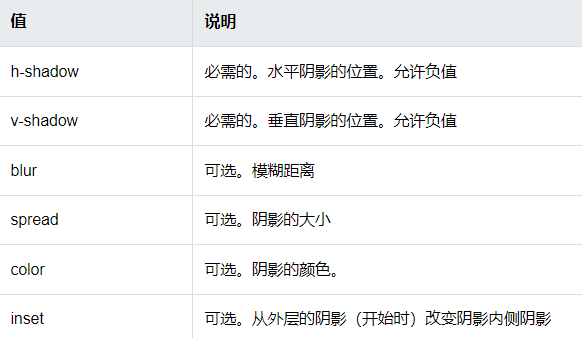 值 说明
h-shadow 必需的。水平阴影的位置。允许负值
v-shadow 必需的。垂直阴影的位置。允许负值
blur 可选。模糊距离
spread 可选。阴影的大小
color 可选。阴影的颜色。
inset 可选。从外层的阴影（开始时）改变阴影内侧阴影